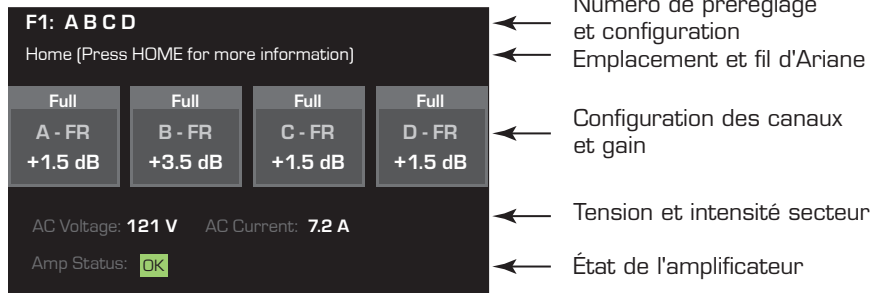 Numéro de préréglage
F1: A B C D
et configuration
Home (Press HOME for more information)
Emplacement et fil d'Ariane
Full Full Full Full
A - FR B - FR C - FR D - FR
+1.5 dB +3.5 dB +1.5 dB +1.5 dB
Configuration des canaux
et gain
AC Voltage: 121 V AC Current: 7.2 A
Tension et intensité secteur
Amp Status: OK
État de l'amplificateur